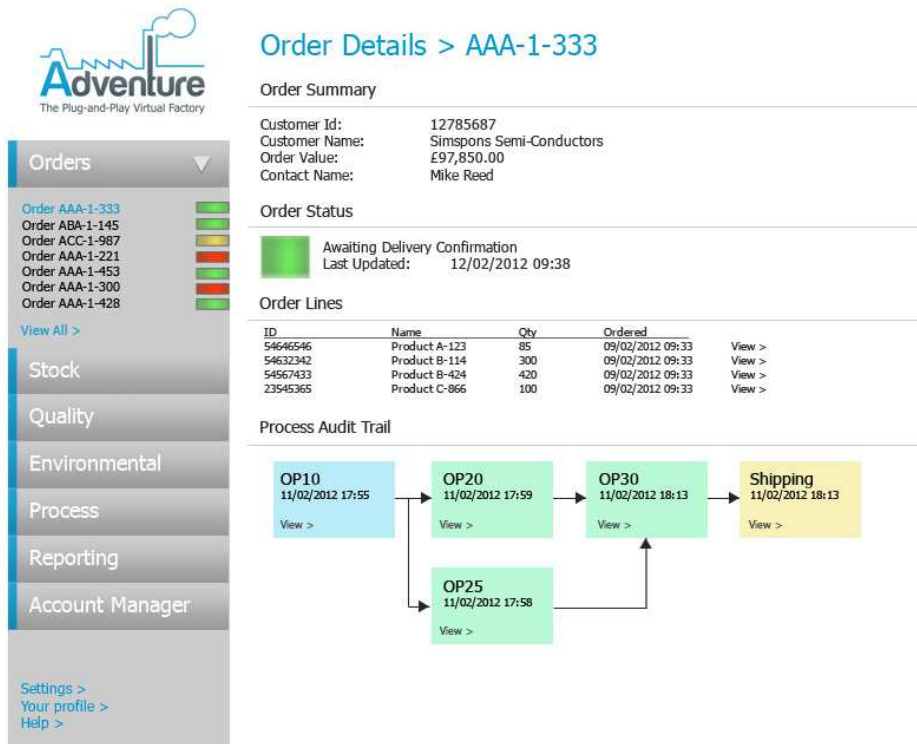 Adventure
The Plug-and-Play Virtual Factory
Orders
Order AAA-1-333
Order ABA-1-145
Order ACC-1-987
Order AAA-1-221
Order AAA-1-453
Order AAA-1-300
Order AAA-1-428
View All >
Stock
Quality
Environmental
Process
Reporting
Account Manager
Settings >
Your profile >
Help >
Order Details > AAA-1-333
Order Summary
Customer Id: 12785687
Customer Name: Simspons Semi-Conductors
Order Value: £97,850.00
Contact Name: Mike Reed
Order Status
Awaiting Delivery Confirmation
Last Updated: 12/02/2012 09:38
Order Lines
ID Name Qty Ordered
54646546 Product A-123 85 09/02/2012 09:33 View >
54632342 Product B-114 300 09/02/2012 09:33 View >
54567433 Product B-424 420 09/02/2012 09:33 View >
23545365 Product C-866 100 09/02/2012 09:33 View >
Process Audit Trail
OP10
11/02/2012 17:55
View >
OP20
11/02/2012 17:59
View >
OP30
11/02/2012 18:13
View >
Shipping
11/02/2012 18:13
View >
OP25
11/02/2012 17:58
View >